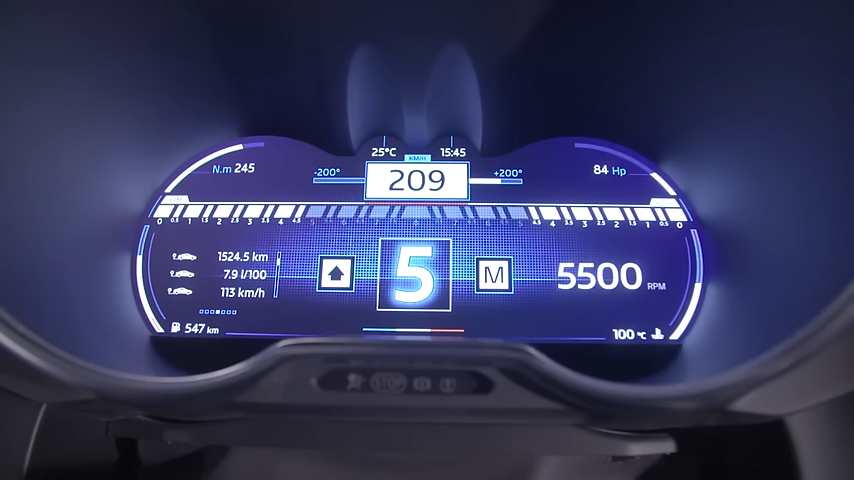 25°C 15:45
KM/H
N.m 245 -200° 209 +200° 84 Hp
0 0.5 1 1.5 2 2.5 3 3.5 4 4.5 4.5 4 3.5 3 2.5 2 1.5 1 0.5 0
1524.5 km
7.9 l/100
113 km/h
5 M 5500 RPM
547 km 100 °C
STOP